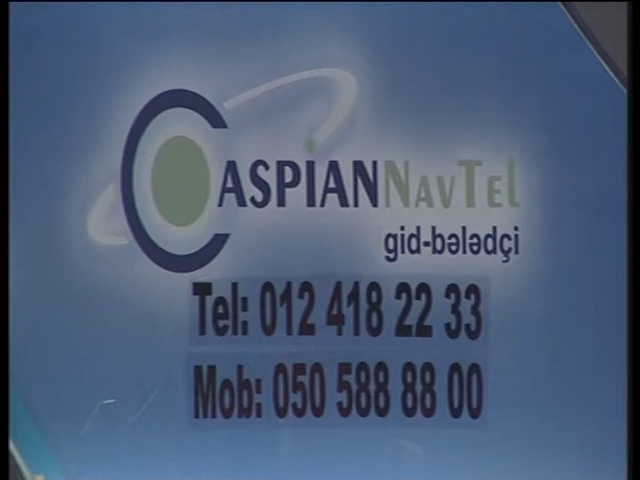 CASPIANNAVTEL
gid-bələdçi
Tel: 012 418 22 33
Mob: 050 588 88 00